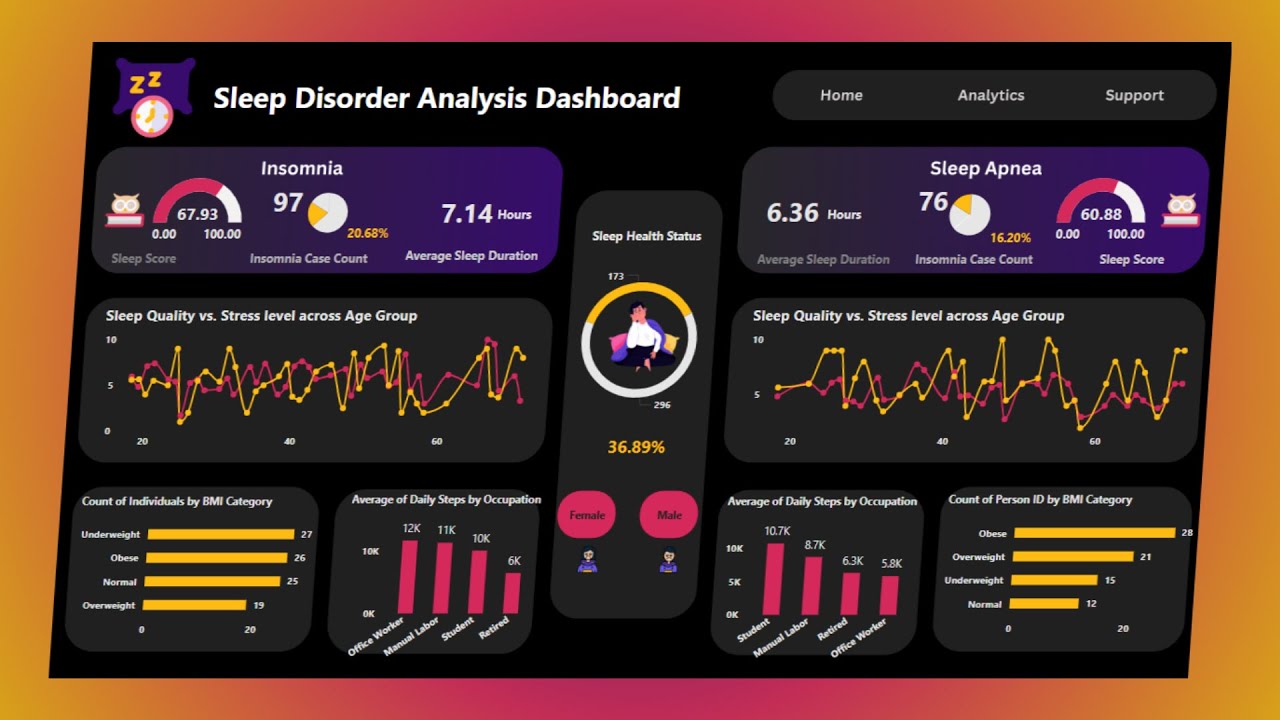 Z Z
Sleep Disorder Analysis Dashboard
Home Analytics Support
Insomnia
67.93
0.00 100.00
Sleep Score
97
20.68%
Insomnia Case Count
7.14 Hours
Average Sleep Duration
Sleep Health Status
173
296
36.89%
Female Male
Sleep Apnea
6.36 Hours
Average Sleep Duration
76
16.20%
Insomnia Case Count
60.88
0.00 100.00
Sleep Score
Sleep Quality vs. Stress level across Age Group
10
5
0
20 40 60
Sleep Quality vs. Stress level across Age Group
10
5
20 40 60
Count of Individuals by BMI Category
Underweight 27
Obese 26
Normal 25
Overweight 19
0 20
Average of Daily Steps by Occupation
12K 11K 10K 6K
10K
0K
Office Worker Manual Labor Student Retired
Average of Daily Steps by Occupation
10.7K 8.7K 6.3K 5.8K
10K
5K
0K
Student Manual Labor Retired Office Worker
Count of Person ID by BMI Category
Obese 28
Overweight 21
Underweight 15
Normal 12
0 20